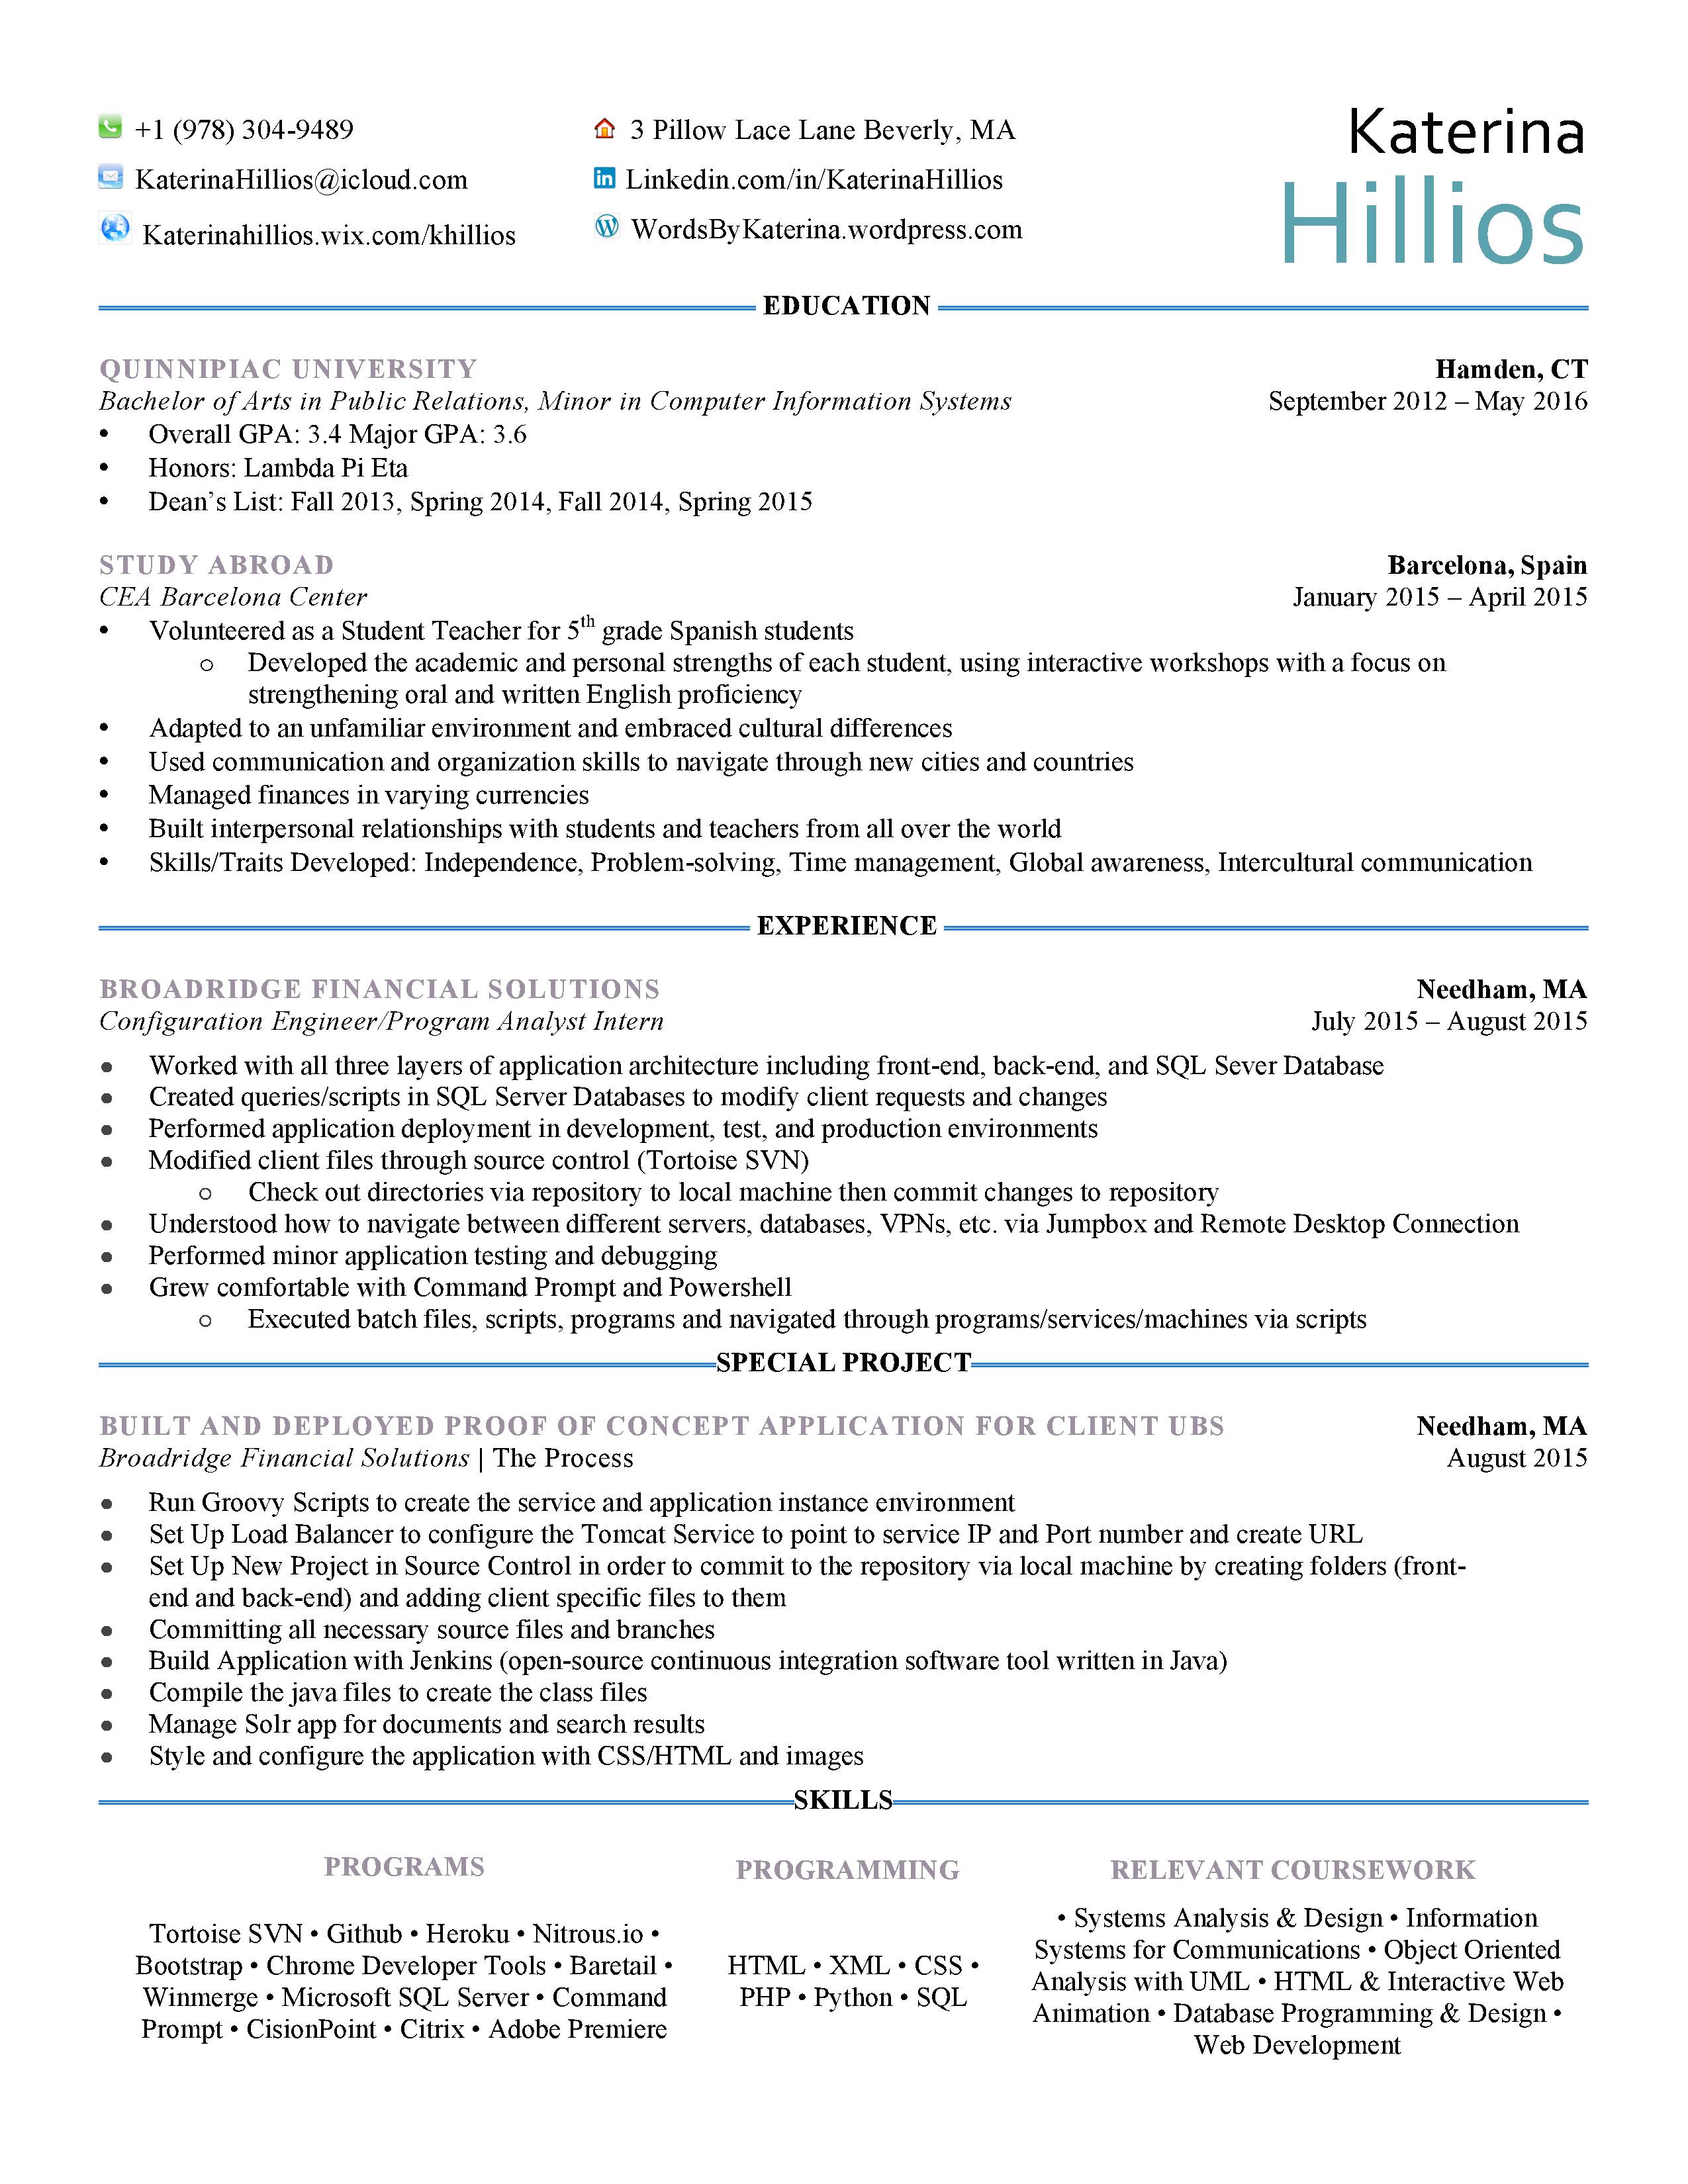 +1 (978) 304-9489
3 Pillow Lace Lane Beverly, MA
KaterinaHillios@icloud.com
Linkedin.com/in/KaterinaHillios
Katerinahillios.wix.com/khillios
WordsByKaterina.wordpress.com
Katerina
Hillios
EDUCATION
QUINNIPIAC UNIVERSITY Hamden, CT
Bachelor of Arts in Public Relations, Minor in Computer Information Systems September 2012 – May 2016
• Overall GPA: 3.4 Major GPA: 3.6
• Honors: Lambda Pi Eta
• Dean’s List: Fall 2013, Spring 2014, Fall 2014, Spring 2015
STUDY ABROAD Barcelona, Spain
CEA Barcelona Center January 2015 – April 2015
• Volunteered as a Student Teacher for 5th grade Spanish students
o Developed the academic and personal strengths of each student, using interactive workshops with a focus on
strengthening oral and written English proficiency
• Adapted to an unfamiliar environment and embraced cultural differences
• Used communication and organization skills to navigate through new cities and countries
• Managed finances in varying currencies
• Built interpersonal relationships with students and teachers from all over the world
• Skills/Traits Developed: Independence, Problem-solving, Time management, Global awareness, Intercultural communication
EXPERIENCE
BROADRIDGE FINANCIAL SOLUTIONS Needham, MA
Configuration Engineer/Program Analyst Intern July 2015 – August 2015
• Worked with all three layers of application architecture including front-end, back-end, and SQL Sever Database
• Created queries/scripts in SQL Server Databases to modify client requests and changes
• Performed application deployment in development, test, and production environments
• Modified client files through source control (Tortoise SVN)
o Check out directories via repository to local machine then commit changes to repository
• Understood how to navigate between different servers, databases, VPNs, etc. via Jumpbox and Remote Desktop Connection
• Performed minor application testing and debugging
• Grew comfortable with Command Prompt and Powershell
o Executed batch files, scripts, programs and navigated through programs/services/machines via scripts
SPECIAL PROJECT
BUILT AND DEPLOYED PROOF OF CONCEPT APPLICATION FOR CLIENT UBS Needham, MA
Broadridge Financial Solutions | The Process August 2015
• Run Groovy Scripts to create the service and application instance environment
• Set Up Load Balancer to configure the Tomcat Service to point to service IP and Port number and create URL
• Set Up New Project in Source Control in order to commit to the repository via local machine by creating folders (front-
end and back-end) and adding client specific files to them
• Committing all necessary source files and branches
• Build Application with Jenkins (open-source continuous integration software tool written in Java)
• Compile the java files to create the class files
• Manage Solr app for documents and search results
• Style and configure the application with CSS/HTML and images
SKILLS
PROGRAMS
Tortoise SVN • Github • Heroku • Nitrous.io •
Bootstrap • Chrome Developer Tools • Baretail •
Winmerge • Microsoft SQL Server • Command
Prompt • CisionPoint • Citrix • Adobe Premiere
PROGRAMMING
HTML • XML • CSS •
PHP • Python • SQL
RELEVANT COURSEWORK
• Systems Analysis & Design • Information
Systems for Communications • Object Oriented
Analysis with UML • HTML & Interactive Web
Animation • Database Programming & Design •
Web Development